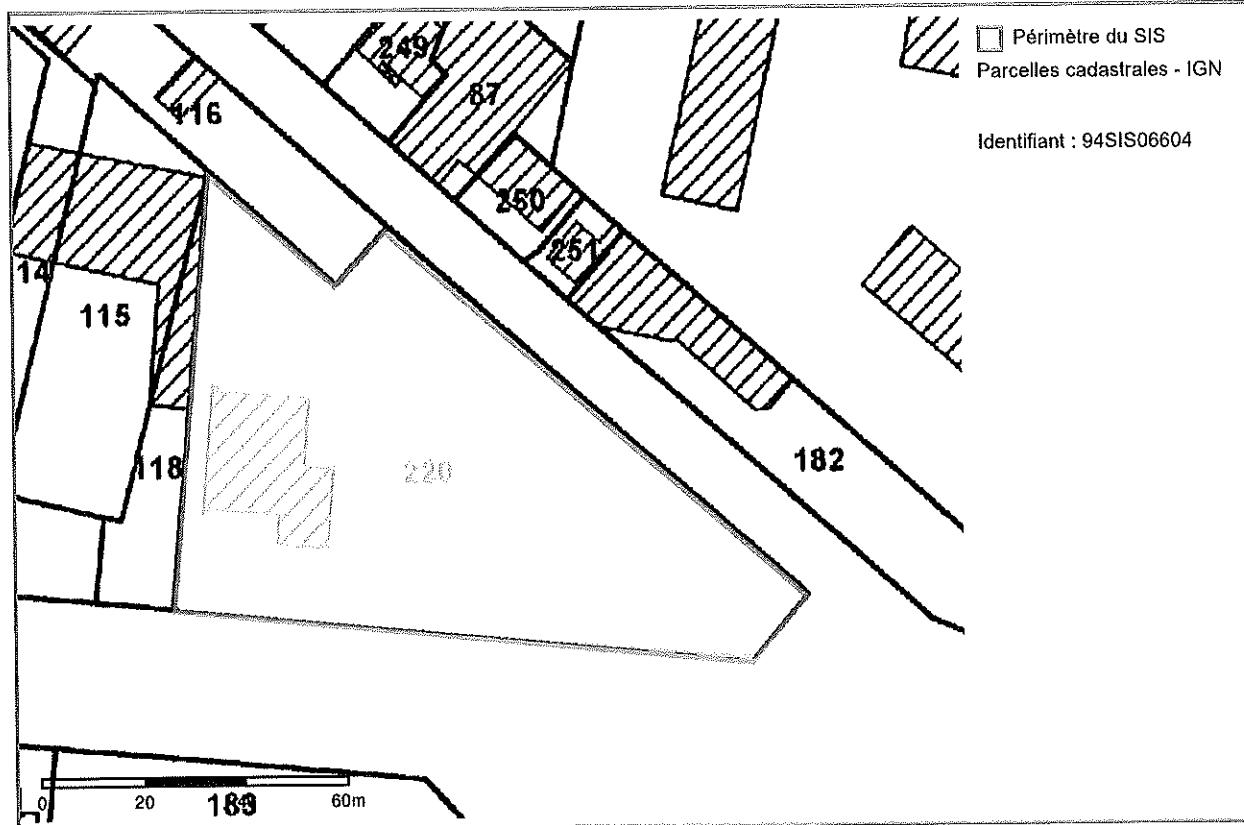 Périmètre du SIS
Parcelles cadastrales - IGN
Identifiant : 94SIS06604
249
87
116
250
251
14
115
118
220
182
0 20 60m